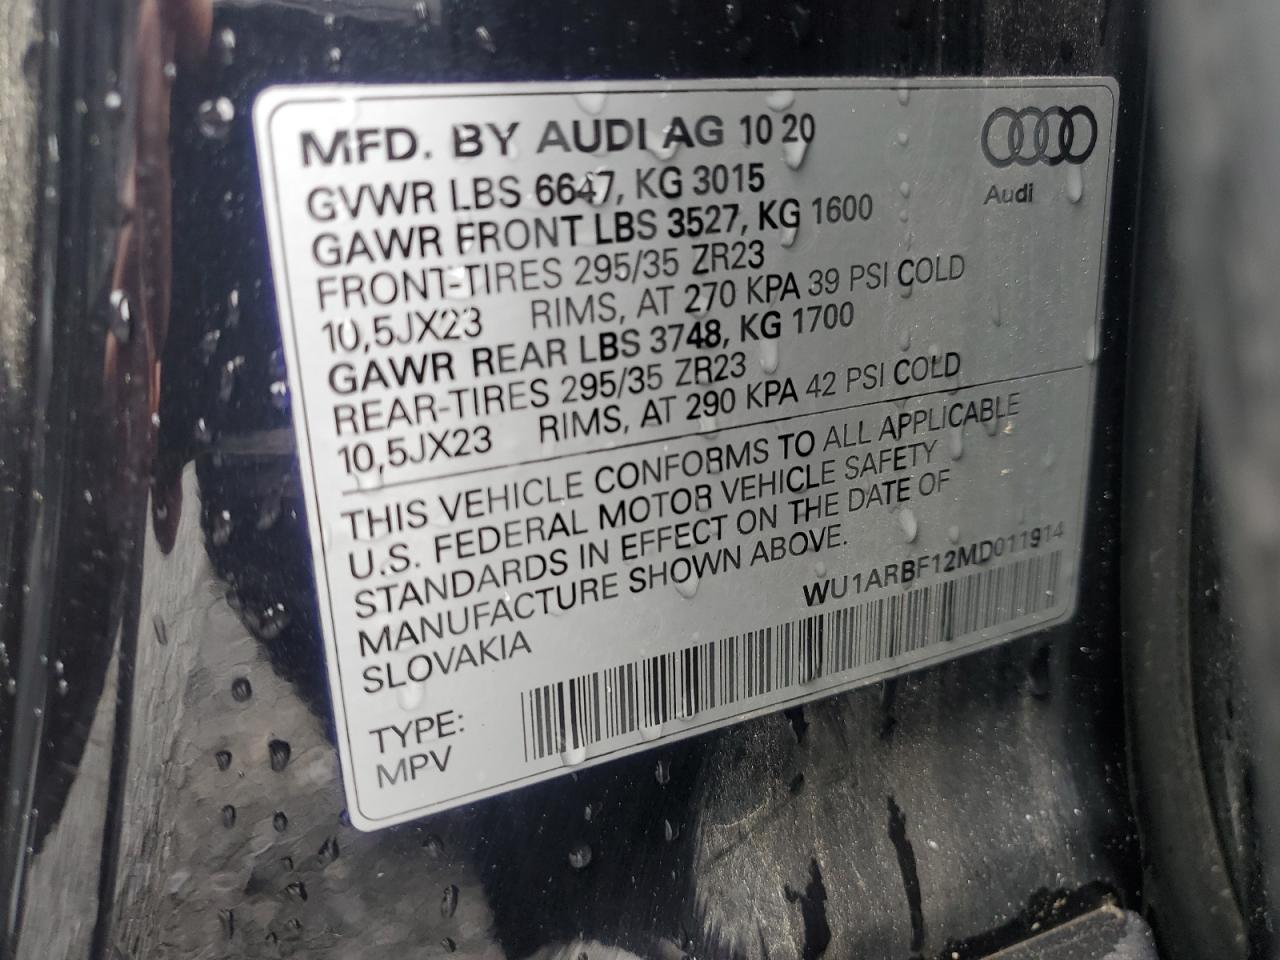 MFD. BY AUDI AG 10 20
GVWR LBS 6647, KG 3015
GAWR FRONT LBS 3527, KG 1600
FRONT-TIRES 295/35 ZR23
10,5JX23 RIMS, AT 270 KPA 39 PSI COLD
GAWR REAR LBS 3748, KG 1700
REAR-TIRES 295/35 ZR23
10,5JX23 RIMS, AT 290 KPA 42 PSI COLD
THIS VEHICLE CONFORMS TO ALL APPLICABLE
U.S. FEDERAL MOTOR VEHICLE SAFETY
STANDARDS IN EFFECT ON THE DATE OF
MANUFACTURE SHOWN ABOVE.
SLOVAKIA
WU1ARBF12MD011914
TYPE:
MPV
Audi